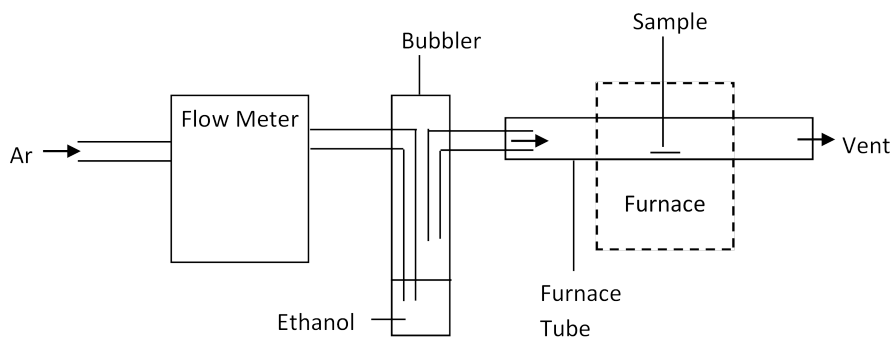 Sample
Bubbler
Flow Meter
Ar
Vent
Furnace
Ethanol
Furnace
Tube